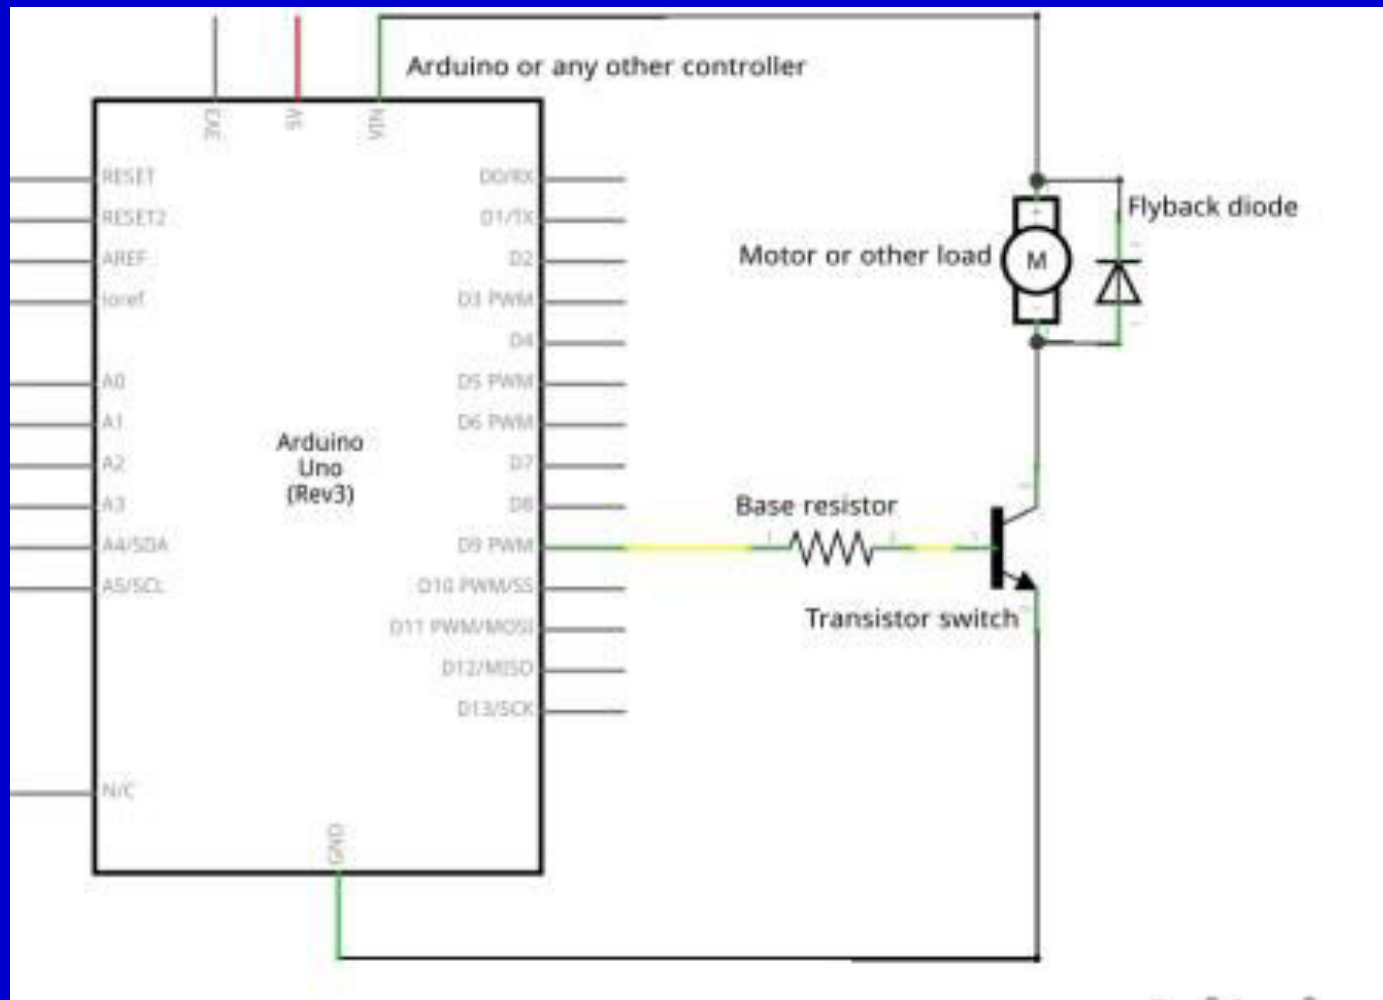 Arduino or any other controller
3V3
5V
VIN
RESET
RESET2
AREF
ioref
A0
A1
A2
A3
A4/SDA
A5/SCL
N/C
D0/RX
D1/TX
D2
D3 PWM
D4
D5 PWM
D6 PWM
D7
D8
D9 PWM
D10 PWM/SS
D11 PWM/MOSI
D12/MISO
D13/SCK
GND
Arduino
Uno
(Rev3)
Flyback diode
Motor or other load
M
Base resistor
Transistor switch